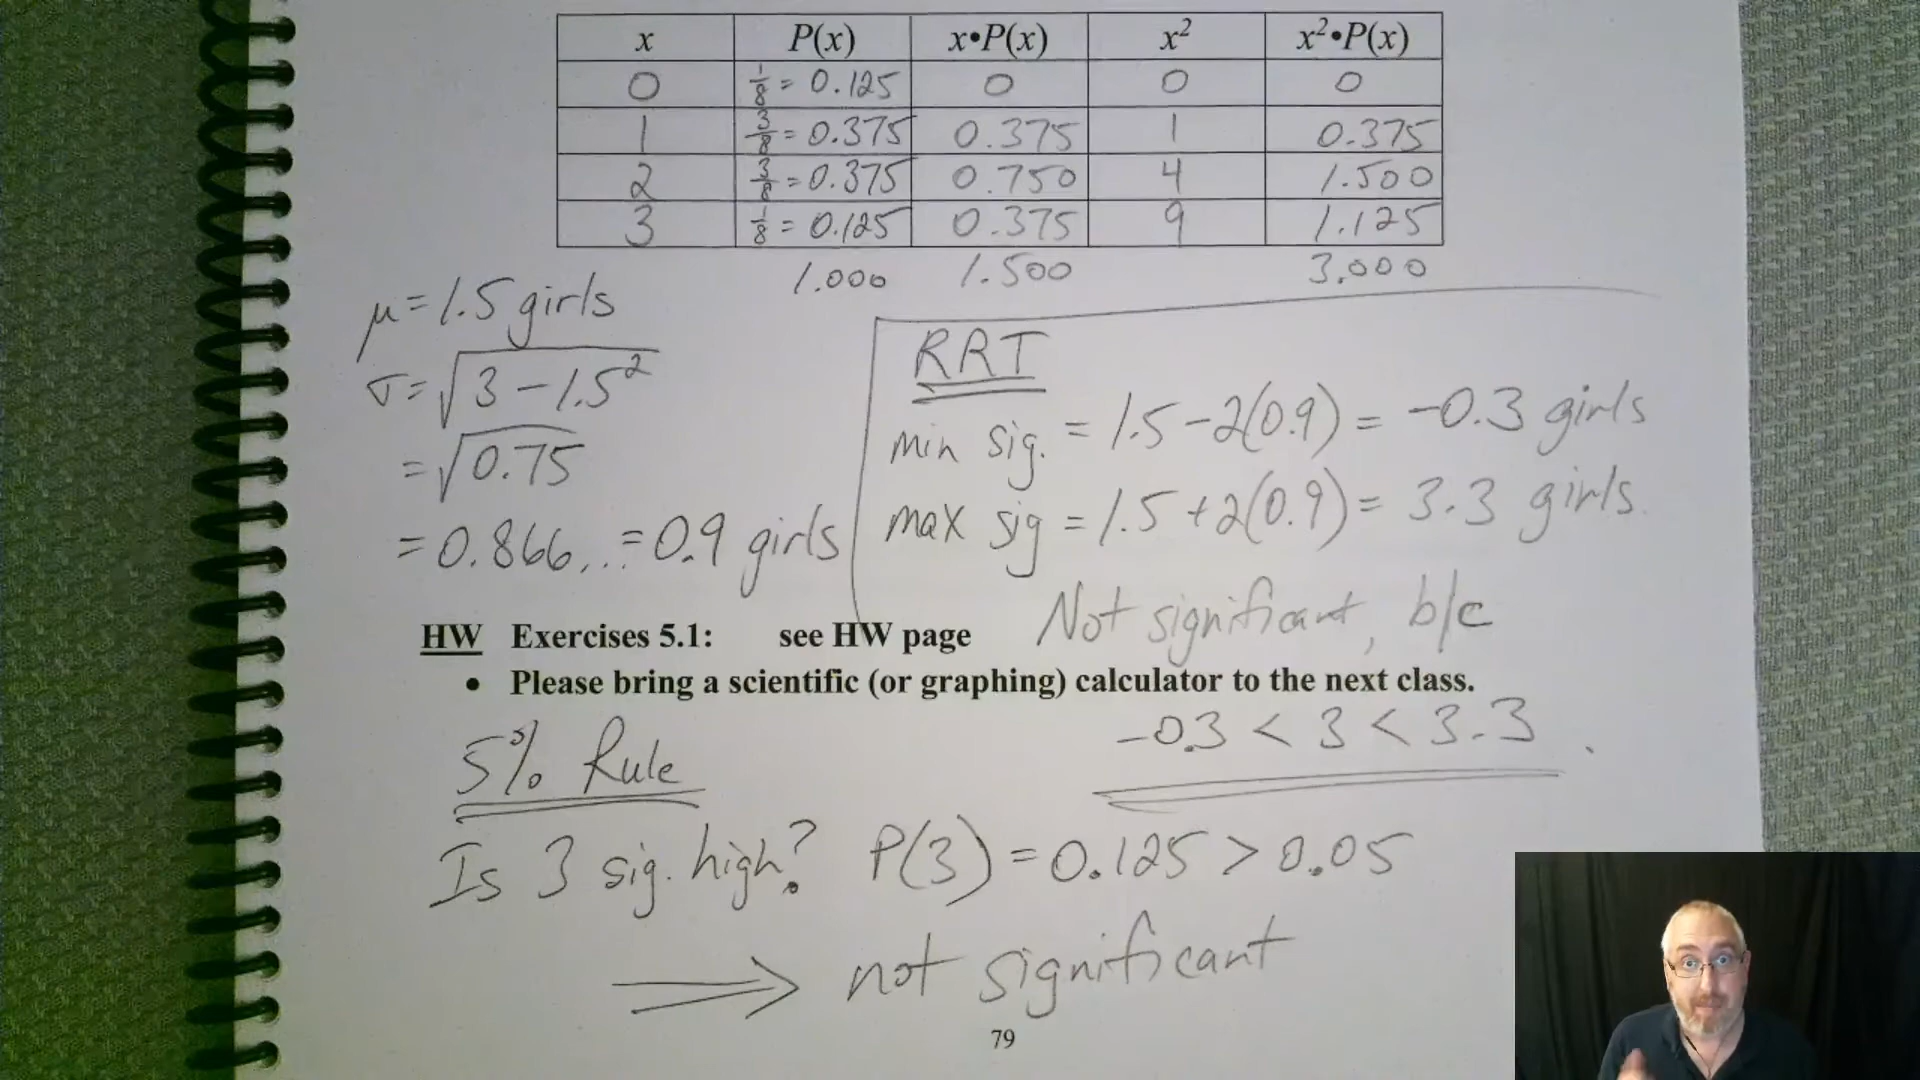 x P(x) x•P(x) x² x²•P(x)
0 1/8 = 0.125 0 0 0
1 3/8 = 0.375 0.375 1 0.375
2 3/8 = 0.375 0.750 4 1.500
3 1/8 = 0.125 0.375 9 1.125
1.000 1.500 3.000
μ = 1.5 girls
σ = √3 - 1.5²
= √0.75
= 0.866... = 0.9 girls
RRT
min sig. = 1.5 - 2(0.9) = -0.3 girls
max sig = 1.5 + 2(0.9) = 3.3 girls.
Not significant, b/c
-0.3 < 3 < 3.3
HW Exercises 5.1: see HW page
• Please bring a scientific (or graphing) calculator to the next class.
5% Rule
Is 3 sig. high? P(3) = 0.125 > 0.05
⟹ not significant
79